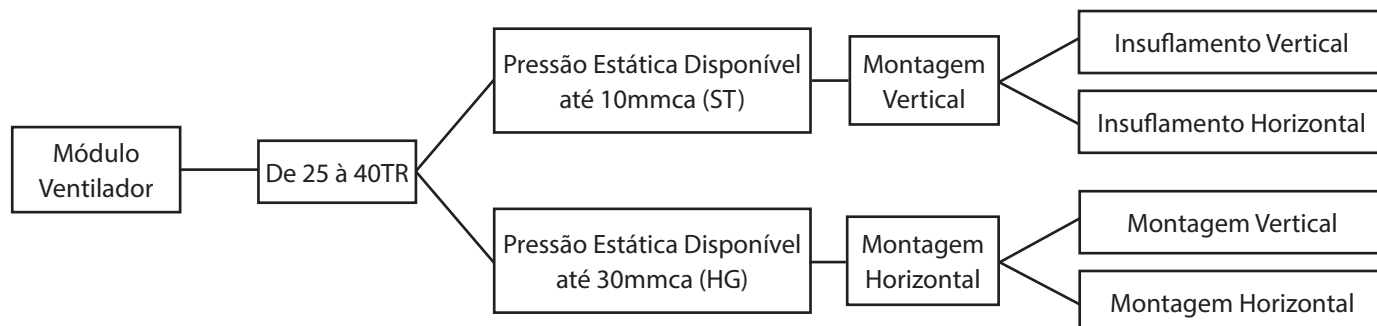 Módulo
Ventilador
De 25 à 40TR
Pressão Estática Disponível
até 10mmca (ST)
Montagem
Vertical
Insuflamento Vertical
Insuflamento Horizontal
Pressão Estática Disponível
até 30mmca (HG)
Montagem
Horizontal
Montagem Vertical
Montagem Horizontal